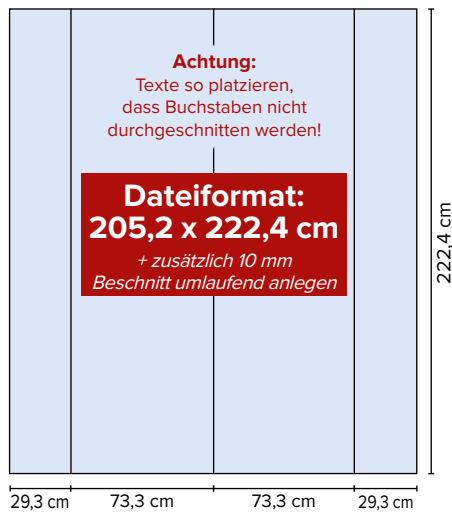 Achtung:
Texte so platzieren,
dass Buchstaben nicht
durchgeschnitten werden!
Dateiformat:
205,2 x 222,4 cm
+ zusätzlich 10 mm
Beschnitt umlaufend anlegen
222,4 cm
29,3 cm 73,3 cm 73,3 cm 29,3 cm